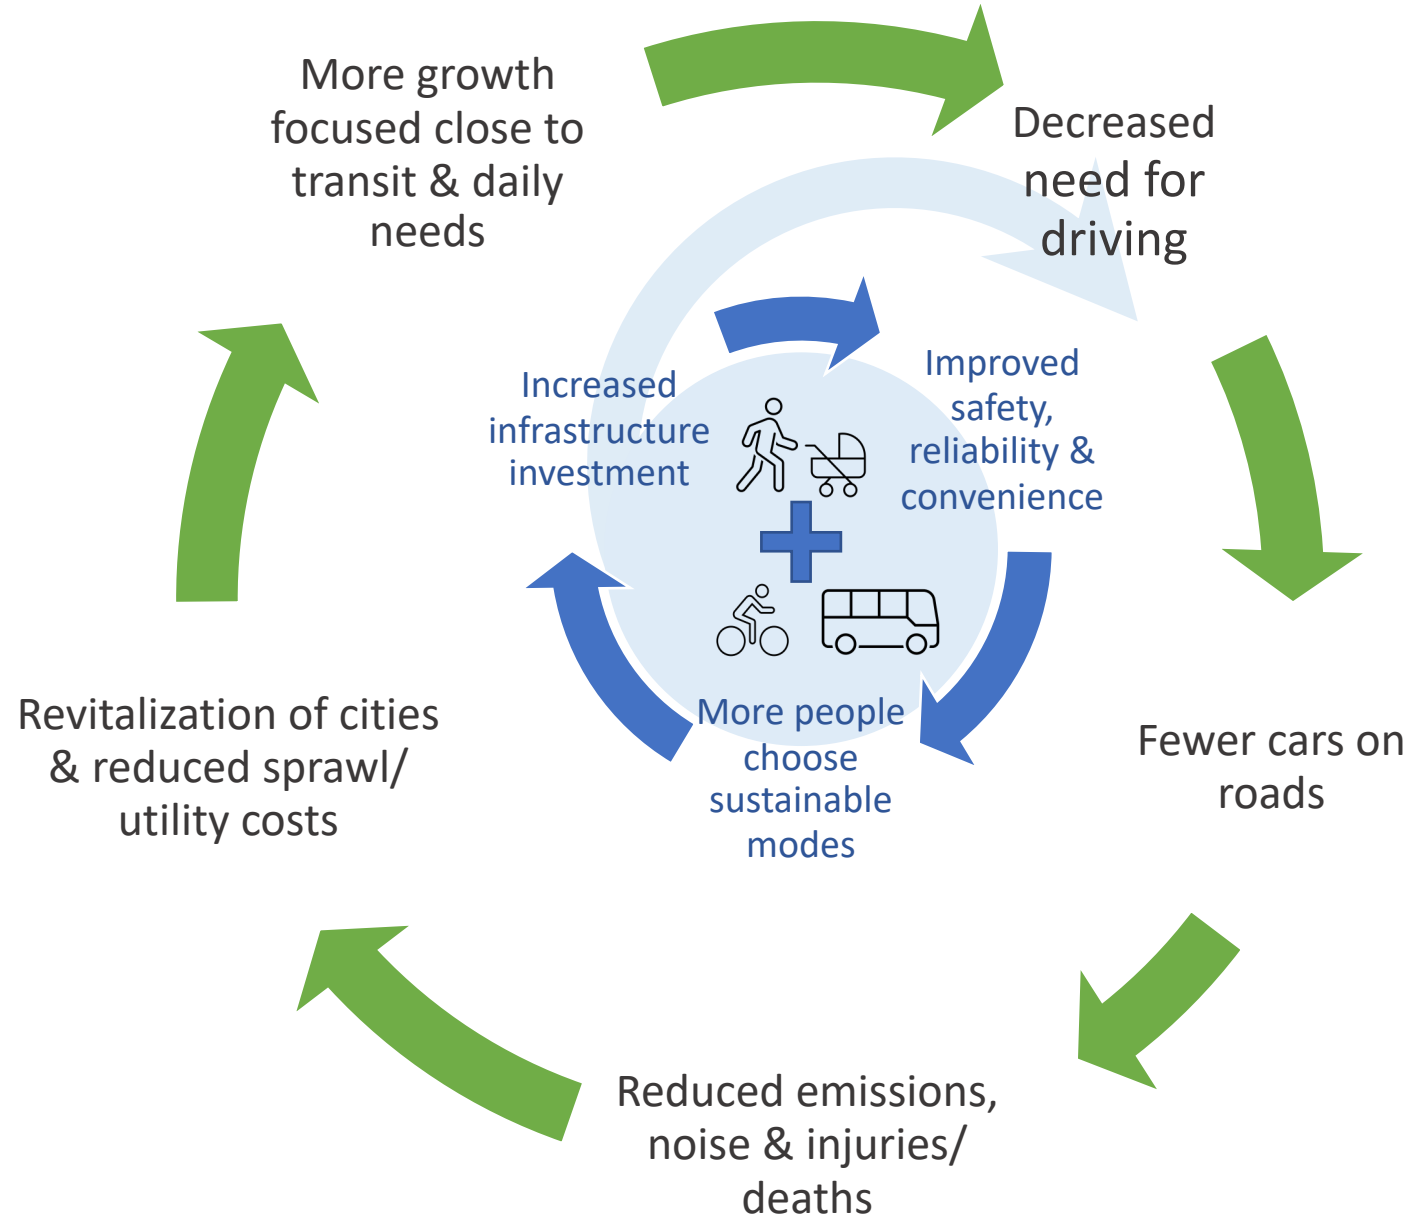 More growth
focused close to
transit & daily
needs
Decreased
need for
driving
Increased
infrastructure
investment
Improved
safety,
reliability &
convenience
More people
choose
sustainable
modes
Revitalization of cities
& reduced sprawl/
utility costs
Fewer cars on
roads
Reduced emissions,
noise & injuries/
deaths